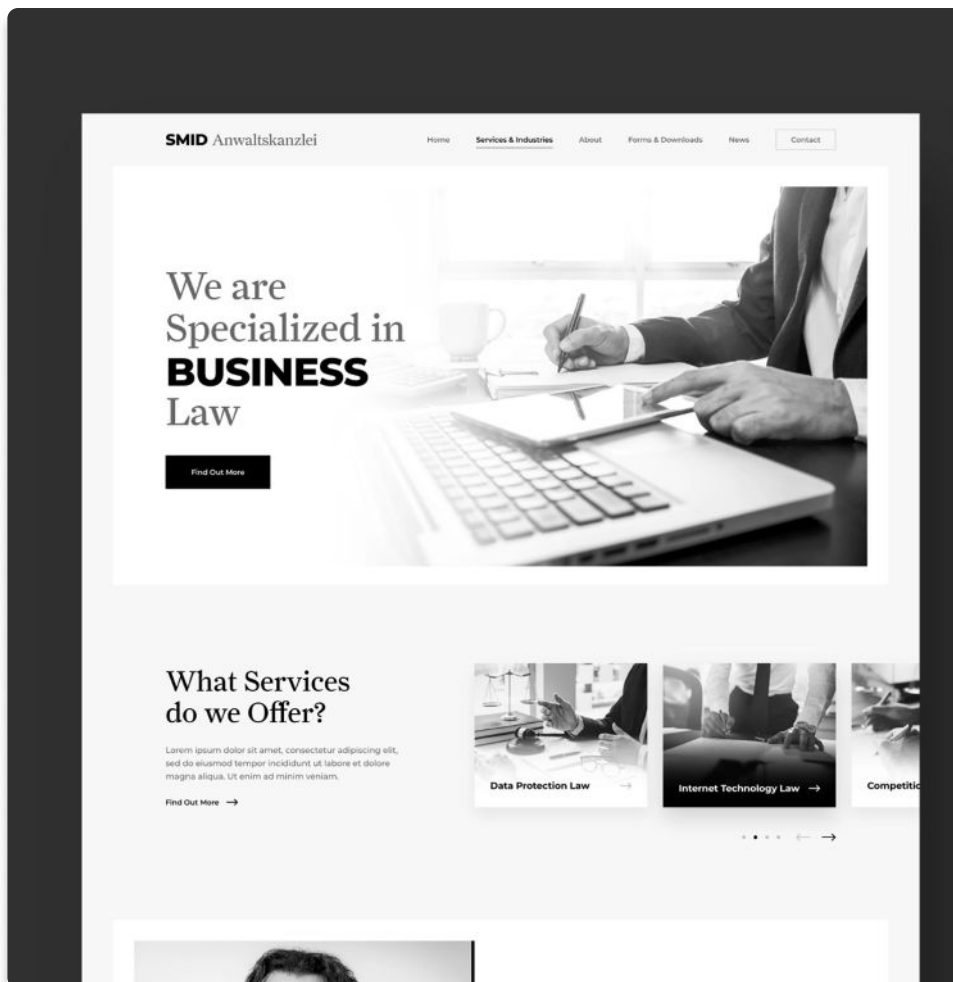 SMID Anwaltskanzlei
Home Services & Industries About Forms & Downloads News Contact
We are
Specialized in
BUSINESS
Law
Find Out More
What Services
do we Offer?
Lorem ipsum dolor sit amet, consectetur adipiscing elit,
sed do eiusmod tempor incididunt ut labore et dolore
magna aliqua. Ut enim ad minim veniam.
Find Out More
Data Protection Law
Internet Technology Law